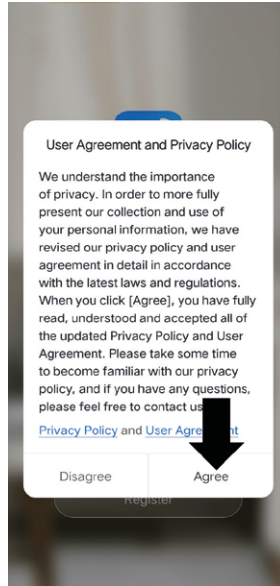 User Agreement and Privacy Policy
We understand the importance
of privacy. In order to more fully
present our collection and use of
your personal information, we have
revised our privacy policy and user
agreement in detail in accordance
with the latest laws and regulations.
When you click [Agree], you have fully
read, understood and accepted all of
the updated Privacy Policy and User
Agreement. Please take some time
to become familiar with our privacy
policy, and if you have any questions,
please feel free to contact us
Privacy Policy and User Agreement
Disagree Agree
Register